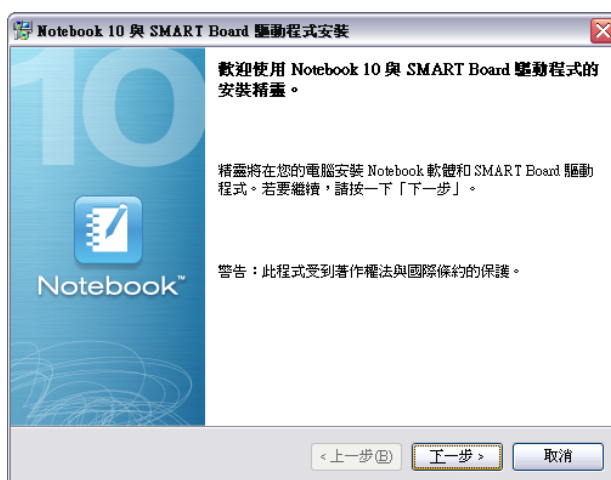 Notebook 10 與 SMART Board 驅動程式安裝
10
歡迎使用 Notebook 10 與 SMART Board 驅動程式的
安裝精靈。
精靈將在您的電腦安裝 Notebook 軟體和 SMART Board 驅動
程式。若要繼續，請按一下「下一步」。
警告：此程式受到著作權法與國際條約的保護。
Notebook™
<上一步(B)
下一步 >
取消